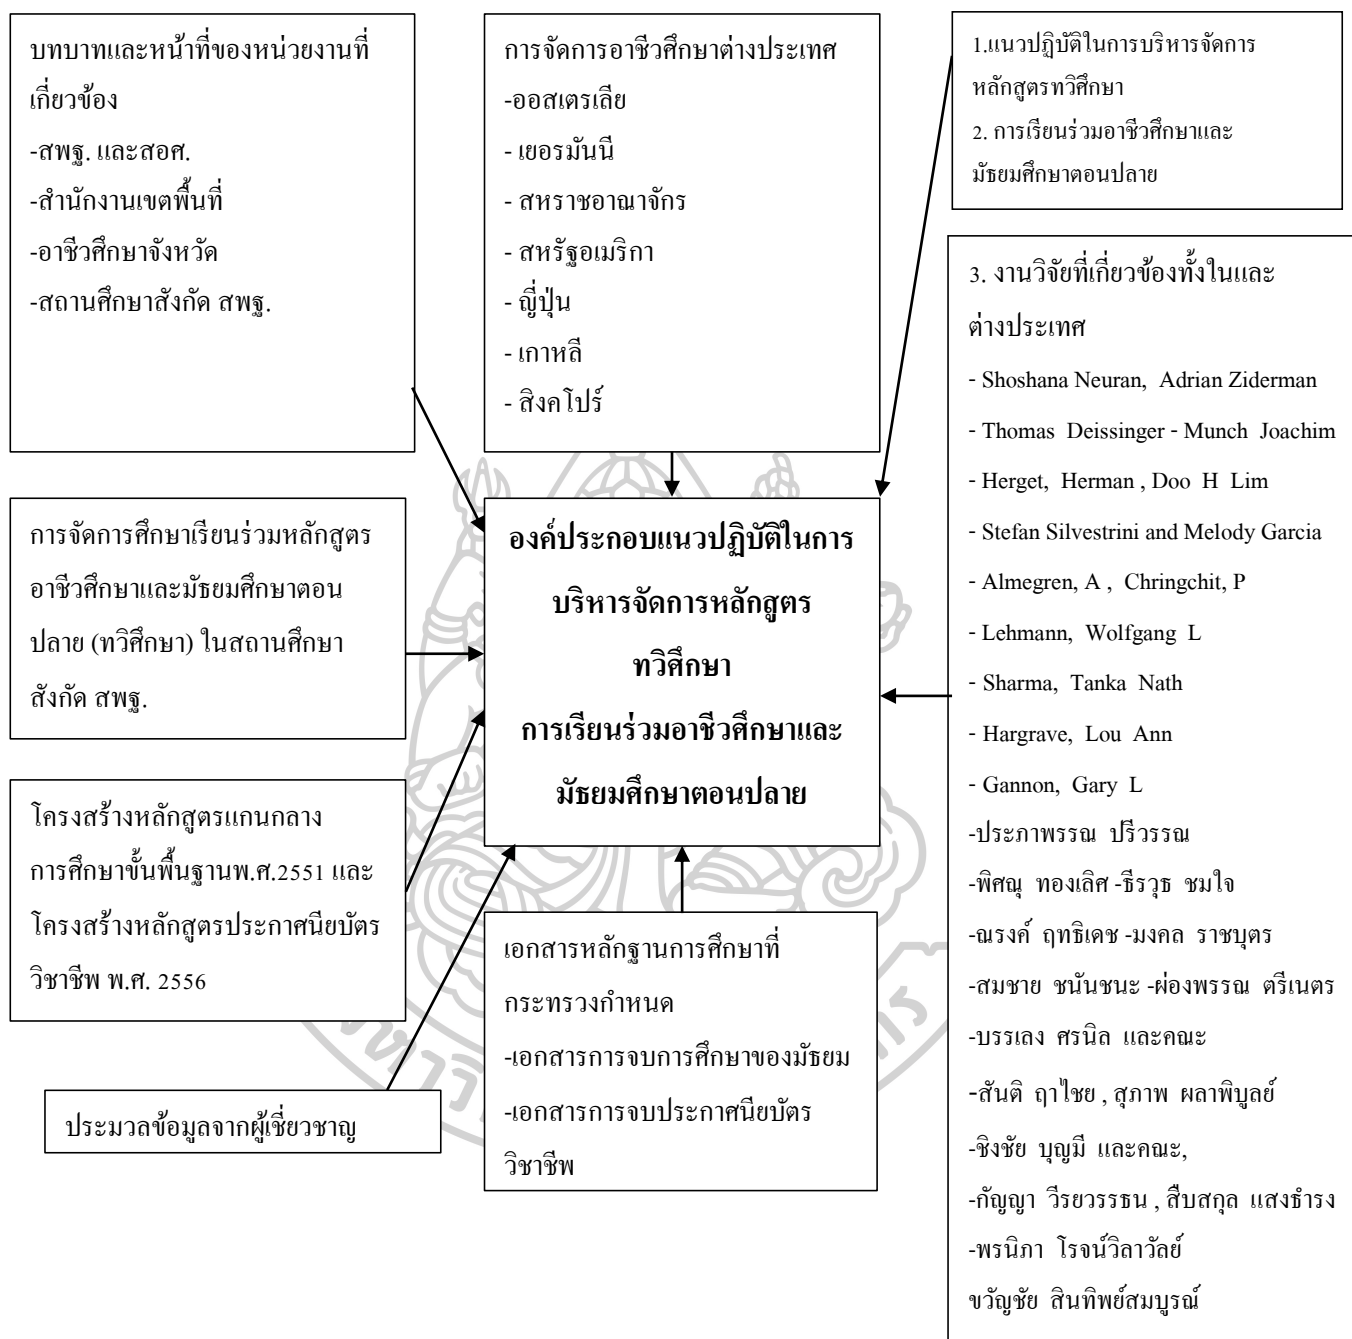 บทบาทและหน้าที่ของหน่วยงานที่
เกี่ยวข้อง
-สพฐ. และสอศ.
-สำนักงานเขตพื้นที่
-อาชีวศึกษาจังหวัด
-สถานศึกษาสังกัด สพฐ.
การจัดการอาชีวศึกษาต่างประเทศ
-ออสเตรเลีย
- เยอรมันนี
- สหราชอาณาจักร
- สหรัฐอเมริกา
- ญี่ปุ่น
- เกาหลี
- สิงคโปร์
1.แนวปฏิบัติในการบริหารจัดการ
หลักสูตรทวิศึกษา
2. การเรียนร่วมอาชีวศึกษาและ
มัธยมศึกษาตอนปลาย
3. งานวิจัยที่เกี่ยวข้องทั้งในและ
ต่างประเทศ
- Shoshana Neuran, Adrian Ziderman
- Thomas Deissinger - Munch Joachim
- Herget, Herman , Doo H Lim
- Stefan Silvestrini and Melody Garcia
- Almegren, A , Chringchit, P
- Lehmann, Wolfgang L
- Sharma, Tanka Nath
- Hargrave, Lou Ann
- Gannon, Gary L
-ประภาพรรณ ปรีวรรณ
-พิศณุ ทองเลิศ -ธีรวุธ ชมใจ
-ณรงค์ ฤทธิเดช -มงคล ราชบุตร
-สมชาย ชนันชนะ -ผ่องพรรณ ตรีเนตร
-บรรเลง ศรนิล และคณะ
-สันติ ฤาไชย , สุภาพ ผลาพิบูลย์
-ชิงชัย บุญมี และคณะ,
-กัญญา วีรยวรรธน , สืบสกุล แสงธำรง
-พรนิภา โรจน์วิลาวัลย์
ขวัญชัย สินทิพย์สมบูรณ์
องค์ประกอบแนวปฏิบัติในการ
บริหารจัดการหลักสูตร
ทวิศึกษา
การเรียนร่วมอาชีวศึกษาและ
มัธยมศึกษาตอนปลาย
การจัดการศึกษาเรียนร่วมหลักสูตร
อาชีวศึกษาและมัธยมศึกษาตอน
ปลาย (ทวิศึกษา) ในสถานศึกษา
สังกัด สพฐ.
โครงสร้างหลักสูตรแกนกลาง
การศึกษาขั้นพื้นฐานพ.ศ.2551 และ
โครงสร้างหลักสูตรประกาศนียบัตร
วิชาชีพ พ.ศ. 2556
ประมวลข้อมูลจากผู้เชี่ยวชาญ
เอกสารหลักฐานการศึกษาที่
กระทรวงกำหนด
-เอกสารการจบการศึกษาของมัธยม
-เอกสารการจบประกาศนียบัตร
วิชาชีพ